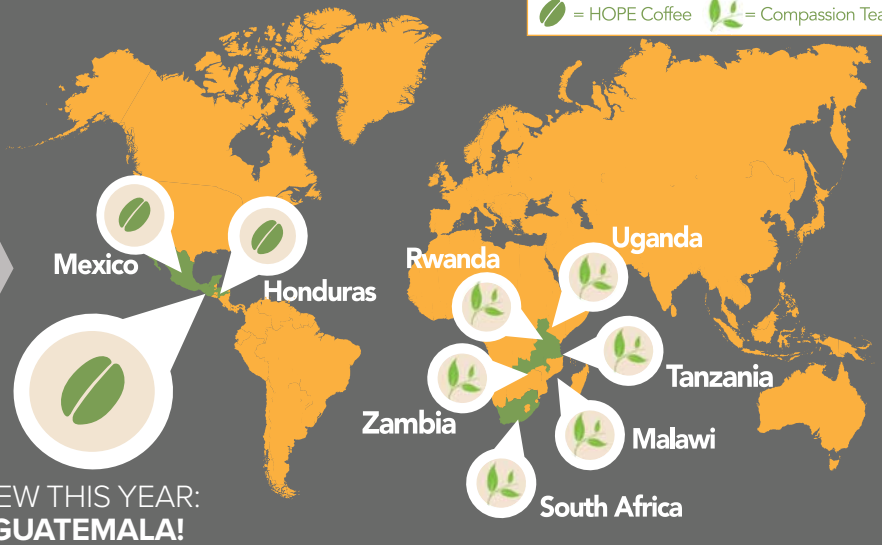 = HOPE Coffee = Compassion Tea
Uganda
Rwanda
Mexico
Honduras
Tanzania
Zambia
Malawi
EW THIS YEAR:
GUATEMALA!
South Africa